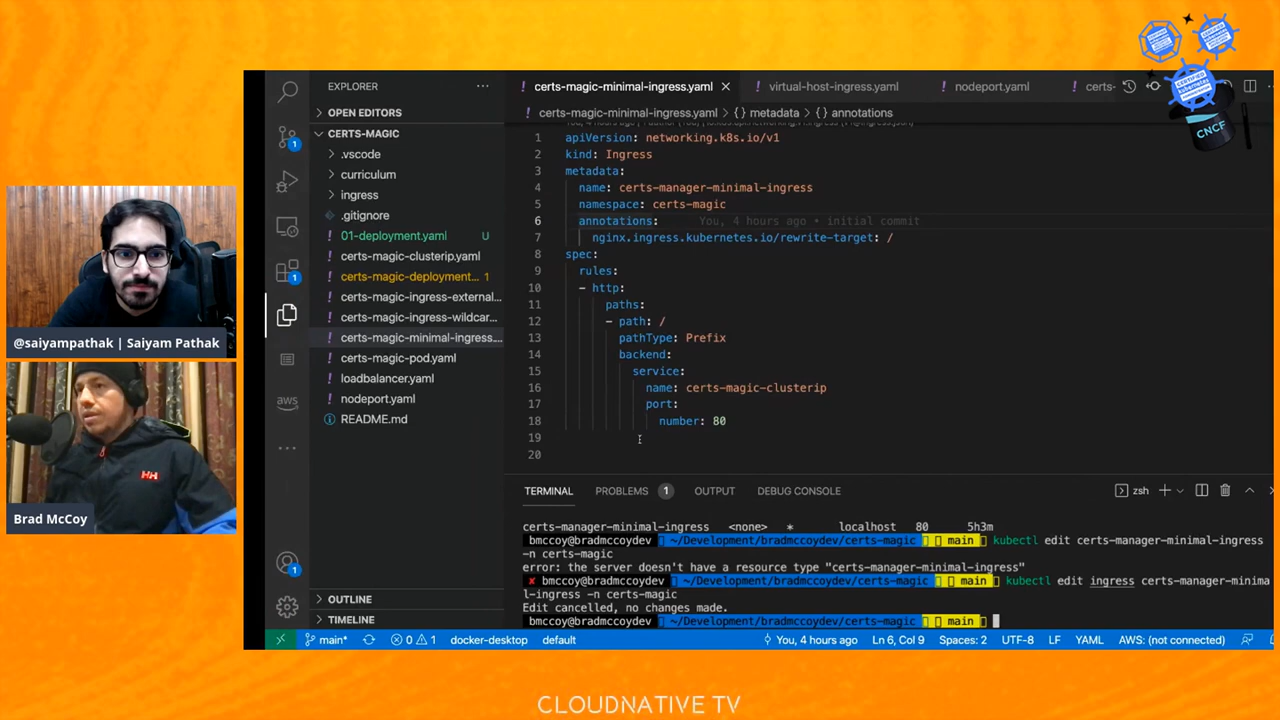 CNCF
@saiyampathak | Saiyam Pathak
HH
Brad McCoy
EXPLORER
certs-magic-minimal-ingress.yaml
virtual-host-ingress.yaml
nodeport.yaml
certs-
certs-magic-minimal-ingress.yaml > {} metadata > {} annotations
OPEN EDITORS
CERTS-MAGIC
.vscode
curriculum
ingress
.gitignore
01-deployment.yaml U
certs-magic-clusterip.yaml
certs-magic-deployment... 1
certs-magic-ingress-external...
certs-magic-ingress-wildcar...
certs-magic-minimal-ingress....
certs-magic-pod.yaml
loadbalancer.yaml
nodeport.yaml
README.md
OUTLINE
TIMELINE
1 apiVersion: networking.k8s.io/v1
2 kind: Ingress
3 metadata:
4 name: certs-manager-minimal-ingress
5 namespace: certs-magic
6 annotations: You, 4 hours ago • initial commit
7 nginx.ingress.kubernetes.io/rewrite-target: /
8 spec:
9 rules:
10 - http:
11 paths:
12 - path: /
13 pathType: Prefix
14 backend:
15 service:
16 name: certs-magic-clusterip
17 port:
18 number: 80
19
20
TERMINAL PROBLEMS 1 OUTPUT DEBUG CONSOLE zsh
certs-manager-minimal-ingress <none> * localhost 80 5h3m
bmccoy@bradmccoydev ~/Development/bradmccoydev/certs-magic main kubectl edit certs-manager-minimal-ingress
-n certs-magic
error: the server doesn't have a resource type "certs-manager-minimal-ingress"
✘ bmccoy@bradmccoydev ~/Development/bradmccoydev/certs-magic main kubectl edit ingress certs-manager-minima
l-ingress -n certs-magic
Edit cancelled, no changes made.
bmccoy@bradmccoydev ~/Development/bradmccoydev/certs-magic main
main* 0 1 docker-desktop default You, 4 hours ago Ln 6, Col 9 Spaces: 2 UTF-8 LF YAML AWS: (not connected)
aws
CLOUDNATIVE TV